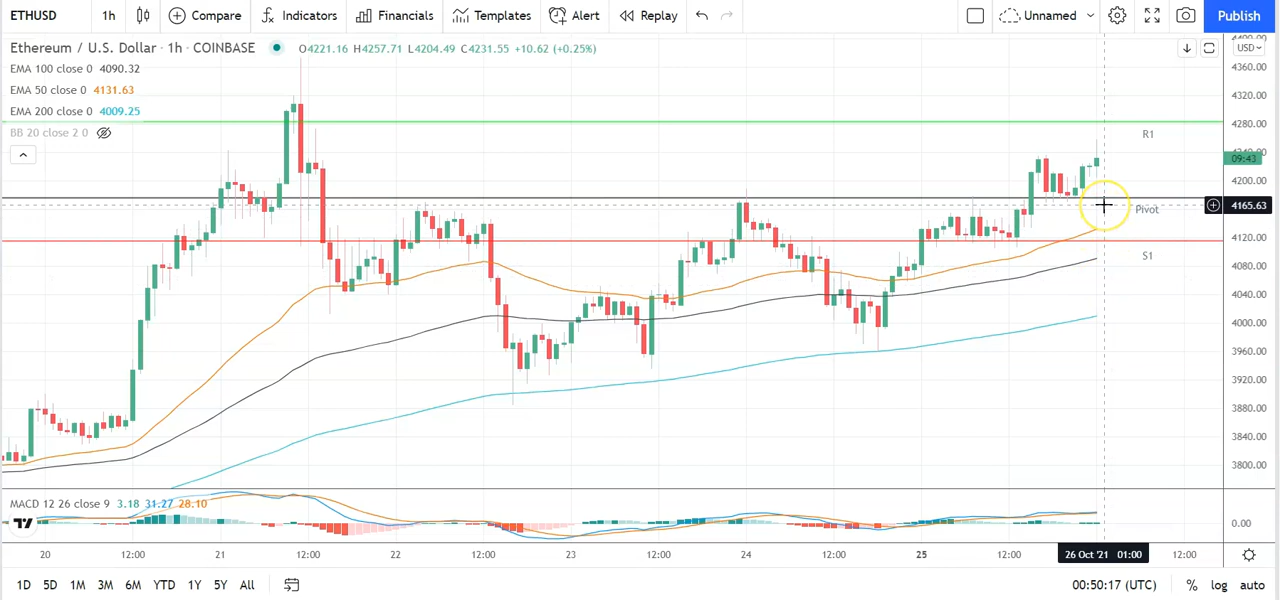 ETHUSD 1h Compare Indicators Financials Templates Alert Replay Unnamed Publish
Ethereum / U.S. Dollar · 1h · COINBASE O4221.16 H4257.71 L4204.49 C4231.55 +10.62 (+0.25%)
USD
EMA 100 close 0 4090.32
EMA 50 close 0 4131.63
EMA 200 close 0 4009.25
BB 20 close 2 0
4360.00
4320.00
4280.00
R1
09:43
4200.00
4165.63
Pivot
4120.00
S1
4080.00
4040.00
4000.00
3960.00
3920.00
3880.00
3840.00
3800.00
MACD 12 26 close 9 3.18 31.27 28.10
0.00
20 12:00 21 12:00 22 12:00 23 12:00 24 12:00 25 12:00 26 Oct '21 01:00 12:00
1D 5D 1M 3M 6M YTD 1Y 5Y All 00:50:17 (UTC) % log auto